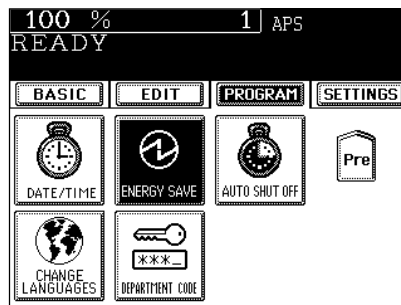 100 % 1 APS
READY
BASIC EDIT PROGRAM SETTINGS
DATE/TIME ENERGY SAVE AUTO SHUT OFF Pre
CHANGE
LANGUAGES
***_
DEPARTMENT CODE